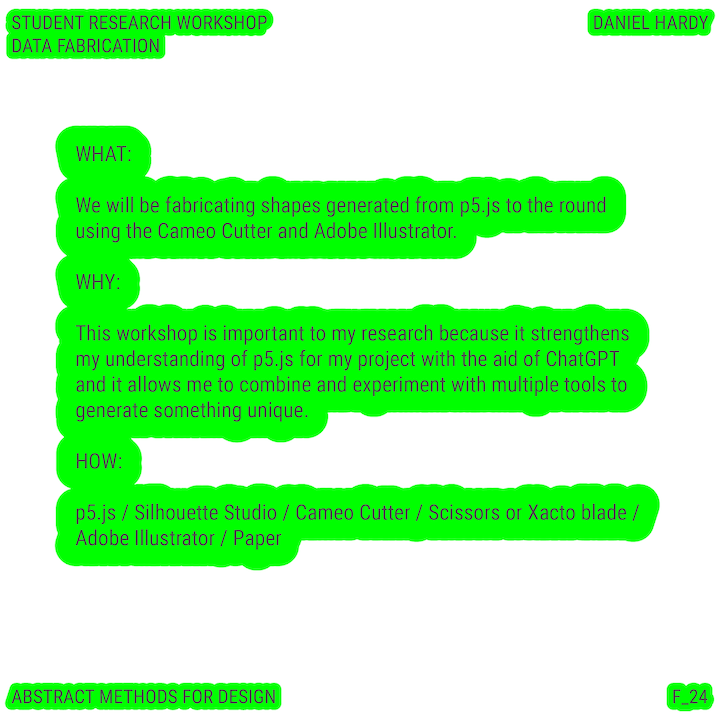 STUDENT RESEARCH WORKSHOP
DATA FABRICATION
DANIEL HARDY
WHAT:
We will be fabricating shapes generated from p5.js to the round
using the Cameo Cutter and Adobe Illustrator.
WHY:
This workshop is important to my research because it strengthens
my understanding of p5.js for my project with the aid of ChatGPT
and it allows me to combine and experiment with multiple tools to
generate something unique.
HOW:
p5.js / Silhouette Studio / Cameo Cutter / Scissors or Xacto blade /
Adobe Illustrator / Paper
ABSTRACT METHODS FOR DESIGN
F_24